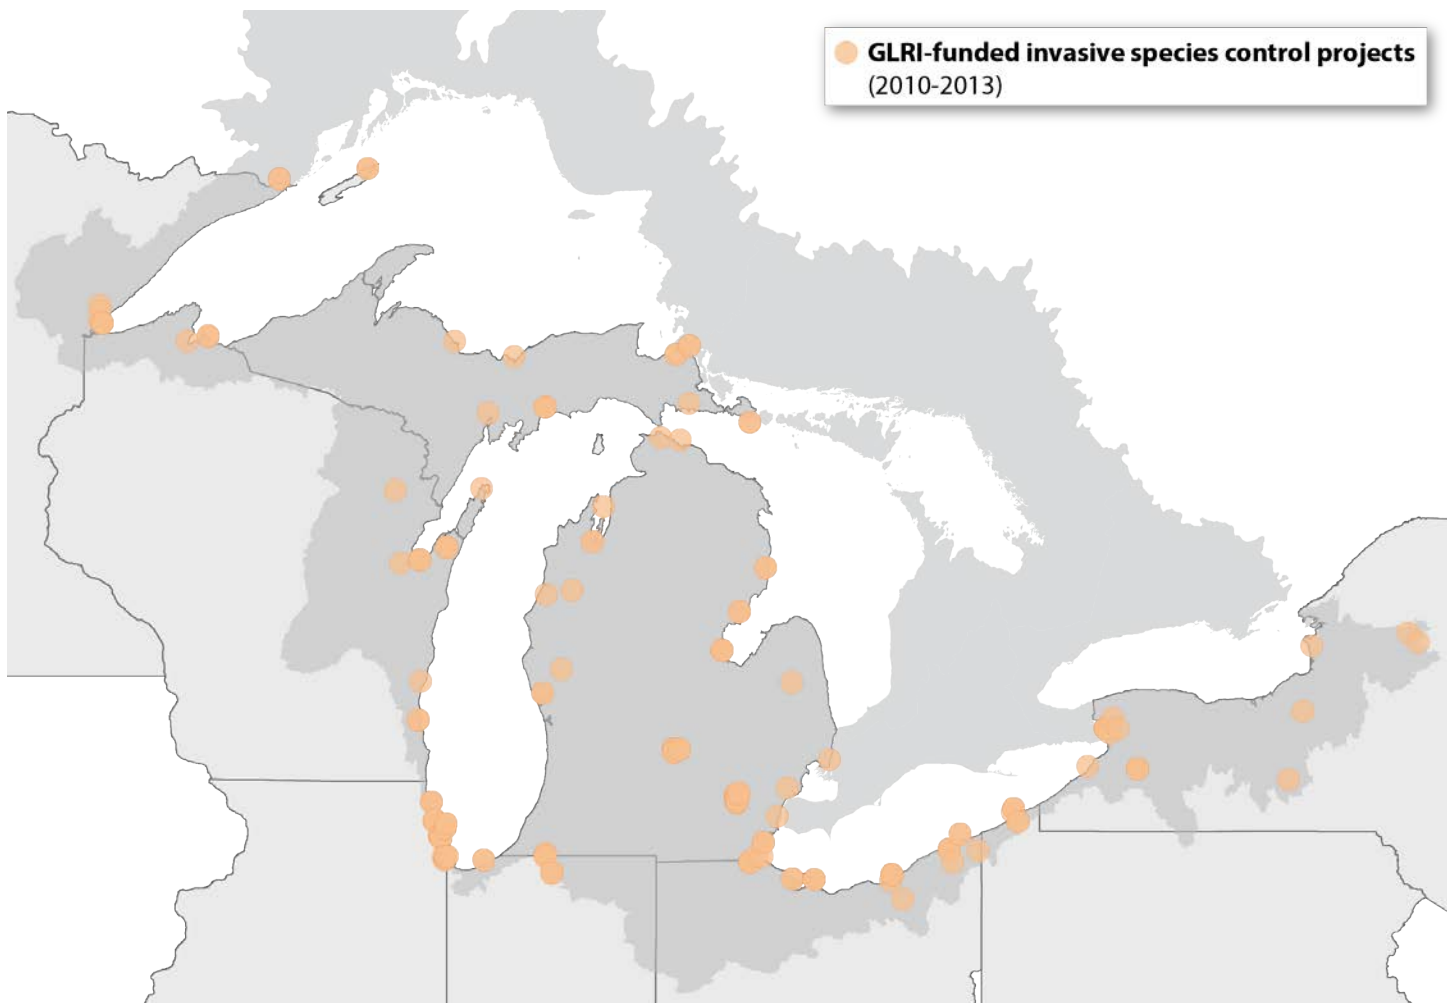 GLRI-funded invasive species control projects
(2010-2013)